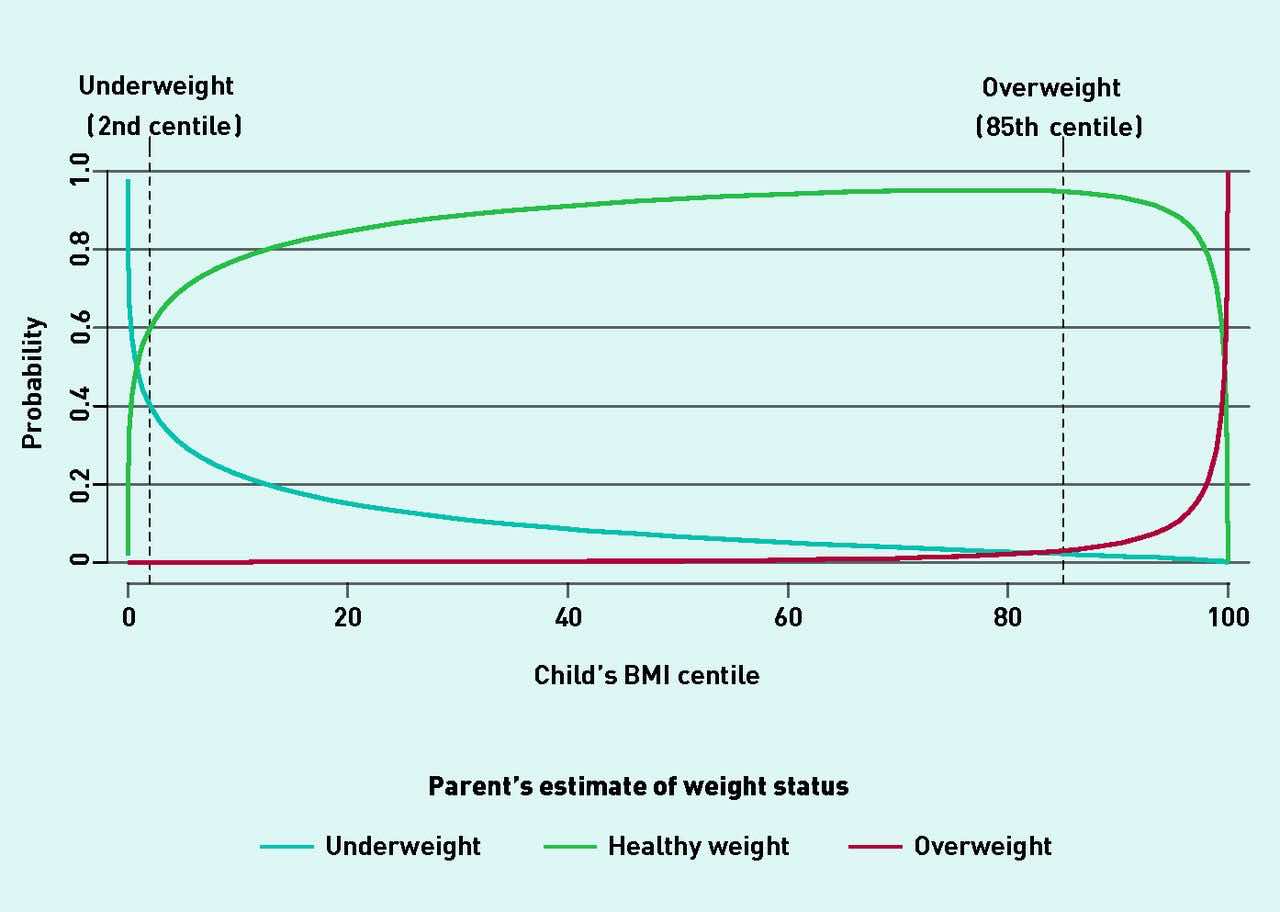 Underweight
(2nd centile)
Overweight
(85th centile)
1.0
0.8
0.6
0.4
0.2
0
Probability
0 20 40 60 80 100
Child's BMI centile
Parent's estimate of weight status
Underweight Healthy weight Overweight